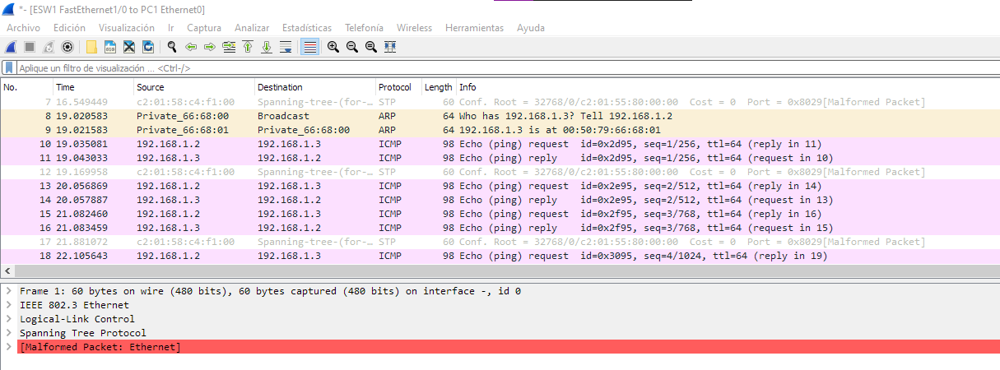 *- [ESW1 FastEthernet1/0 to PC1 Ethernet0]
Archivo Edición Visualización Ir Captura Analizar Estadísticas Telefonía Wireless Herramientas Ayuda
Aplique un filtro de visualización ... <Ctrl-/>
No. Time Source Destination Protocol Length Info
7 16.549449 c2:01:58:c4:f1:00 Spanning-tree-(for-… STP 60 Conf. Root = 32768/0/c2:01:55:80:00:00 Cost = 0 Port = 0x8029[Malformed Packet]
8 19.020583 Private_66:68:00 Broadcast ARP 64 Who has 192.168.1.3? Tell 192.168.1.2
9 19.021583 Private_66:68:01 Private_66:68:00 ARP 64 192.168.1.3 is at 00:50:79:66:68:01
10 19.035081 192.168.1.2 192.168.1.3 ICMP 98 Echo (ping) request id=0x2d95, seq=1/256, ttl=64 (reply in 11)
11 19.043033 192.168.1.3 192.168.1.2 ICMP 98 Echo (ping) reply id=0x2d95, seq=1/256, ttl=64 (request in 10)
12 19.169958 c2:01:58:c4:f1:00 Spanning-tree-(for-… STP 60 Conf. Root = 32768/0/c2:01:55:80:00:00 Cost = 0 Port = 0x8029[Malformed Packet]
13 20.056869 192.168.1.2 192.168.1.3 ICMP 98 Echo (ping) request id=0x2e95, seq=2/512, ttl=64 (reply in 14)
14 20.057887 192.168.1.3 192.168.1.2 ICMP 98 Echo (ping) reply id=0x2e95, seq=2/512, ttl=64 (request in 13)
15 21.082460 192.168.1.2 192.168.1.3 ICMP 98 Echo (ping) request id=0x2f95, seq=3/768, ttl=64 (reply in 16)
16 21.083459 192.168.1.3 192.168.1.2 ICMP 98 Echo (ping) reply id=0x2f95, seq=3/768, ttl=64 (request in 15)
17 21.881072 c2:01:58:c4:f1:00 Spanning-tree-(for-… STP 60 Conf. Root = 32768/0/c2:01:55:80:00:00 Cost = 0 Port = 0x8029[Malformed Packet]
18 22.105643 192.168.1.2 192.168.1.3 ICMP 98 Echo (ping) request id=0x3095, seq=4/1024, ttl=64 (reply in 19)
Frame 1: 60 bytes on wire (480 bits), 60 bytes captured (480 bits) on interface -, id 0
IEEE 802.3 Ethernet
Logical-Link Control
Spanning Tree Protocol
[Malformed Packet: Ethernet]